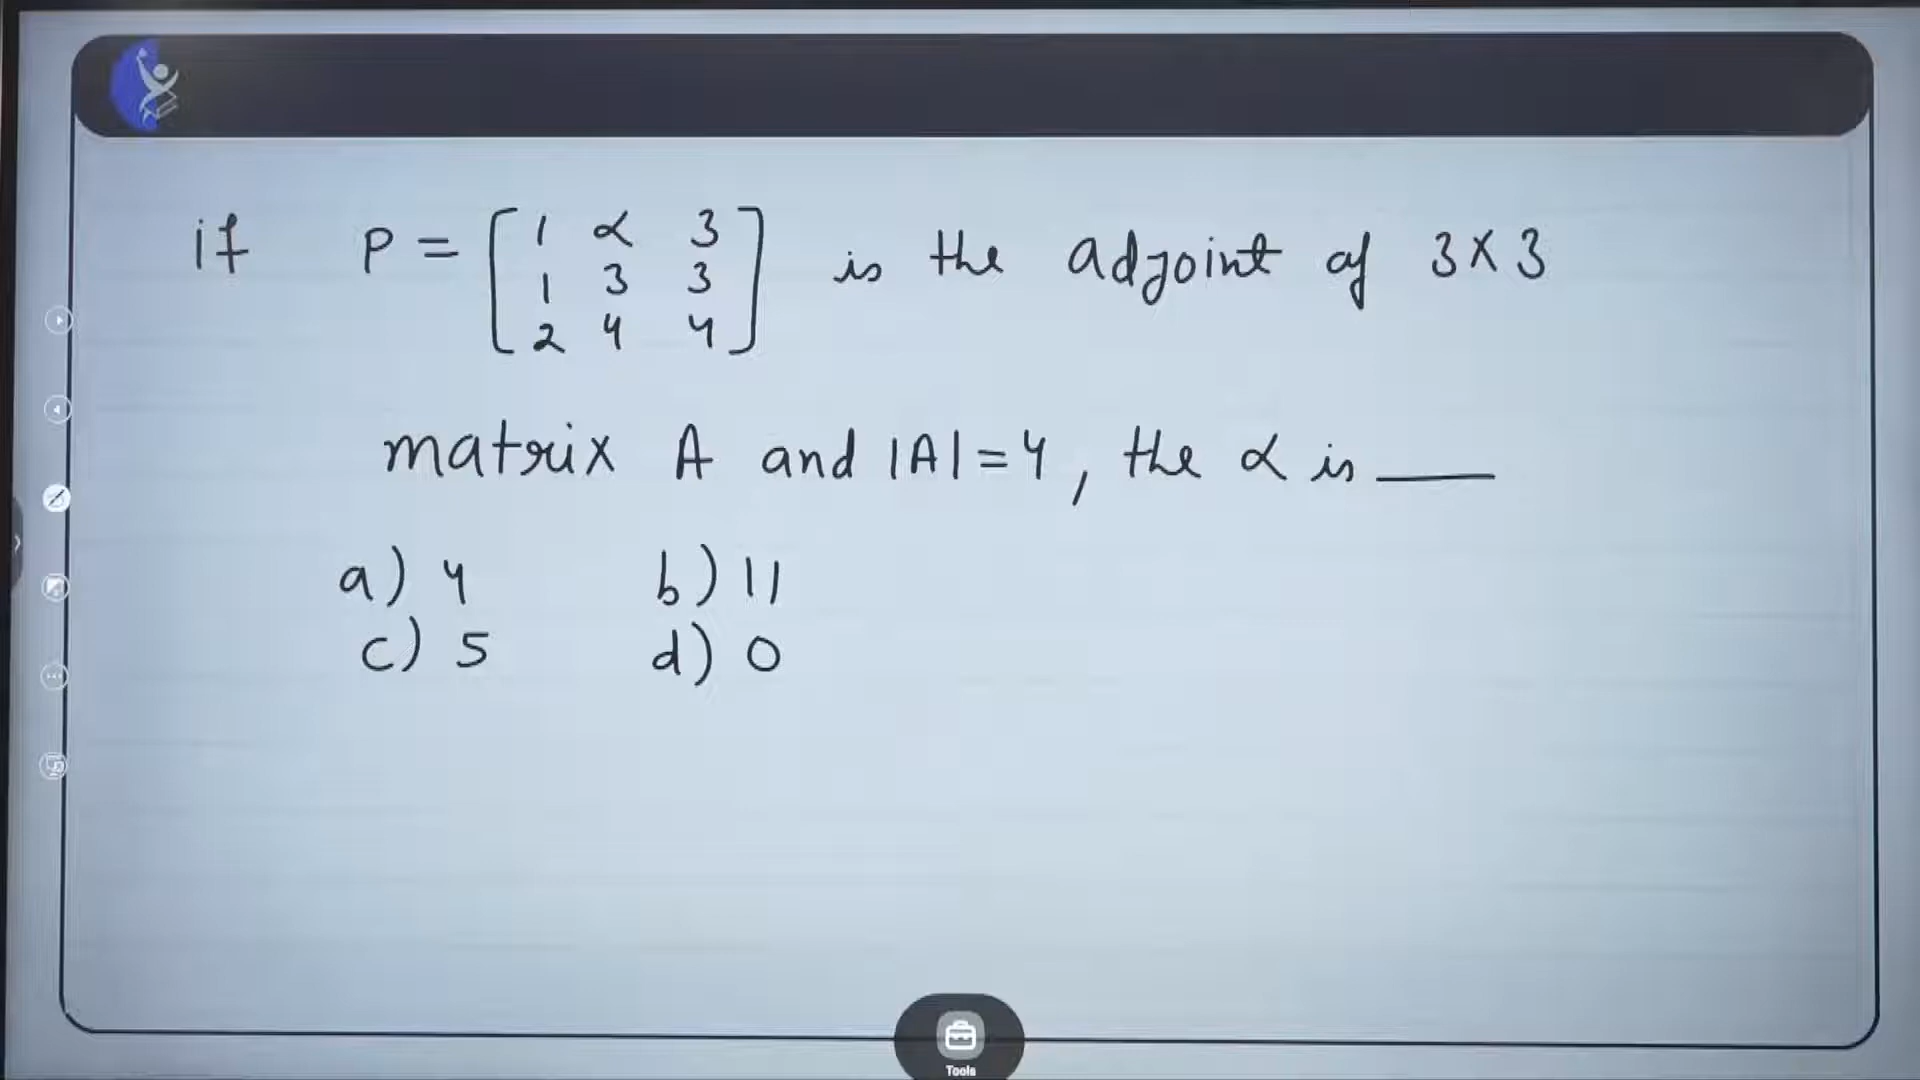 if P = [ 1 α 3
1 3 3
2 4 4 ] is the adjoint of 3×3
matrix A and |A|=4, the α is ___
a) 4 b) 11
c) 5 d) 0
Tools